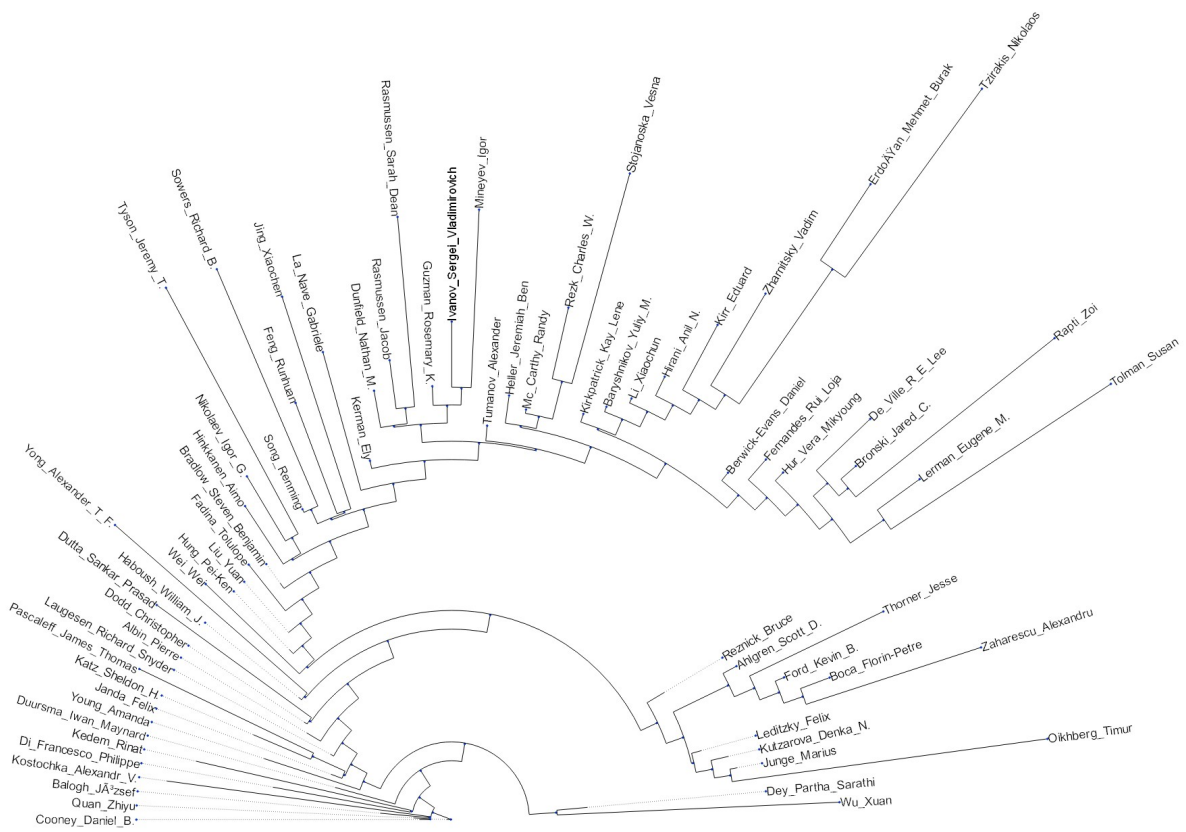 Tzirakis_Nikolaos
ErdoÄŸan_Mehmet_Burak
Zharnitsky_Vadim
Kirr_Eduard
Hirani_Anil_N.
Li_Xiaochun
Baryshnikov_Yuliy_M.
Kirkpatrick_Kay_Lene
Stojanoska_Vesna
Rezk_Charles_W.
Mc_Carthy_Randy
Heller_Jeremiah_Ben
Tumanov_Alexander
Mineyev_Igor
Ivanov_Sergei_Vladimirovich
Guzman_Rosemary_K.
Rasmussen_Sarah_Dean
Rasmussen_Jacob
Dunfield_Nathan_M.
Kerman_Ely
La_Nave_Gabriele
Jing_Xiaochen
Feng_Runhuan
Sowers_Richard_B.
Song_Renming
Tyson_Jeremy_T.
Nikolaev_Igor_G.
Hinkkanen_Aimo
Bradlow_Steven_Benjamin
Fadina_Tolulope
Liu_Yuan
Hung_Pei-Ken
Wei_Wei
Yong_Alexander_T_F.
Haboush_William_J.
Dutta_Sankar_Prasad
Dodd_Christopher
Albin_Pierre
Laugesen_Richard_Snyder
Pascaleff_James_Thomas
Katz_Sheldon_H.
Janda_Felix
Young_Amanda
Duursma_Iwan_Maynard
Kedem_Rinat
Di_Francesco_Philippe
Kostochka_Alexandr_V.
Balogh_JÃ³zsef
Quan_Zhiyu
Cooney_Daniel_B.
Berwick-Evans_Daniel
Fernandes_Rui_Loja
Hur_Vera_Mikyoung
De_Ville_R_E_Lee
Bronski_Jared_C.
Rapti_Zoi
Lerman_Eugene_M.
Tolman_Susan
Reznick_Bruce
Ahlgren_Scott_D.
Thorner_Jesse
Ford_Kevin_B.
Boca_Florin-Petre
Zaharescu_Alexandru
Leditzky_Felix
Kutzarova_Denka_N.
Junge_Marius
Oikhberg_Timur
Dey_Partha_Sarathi
Wu_Xuan